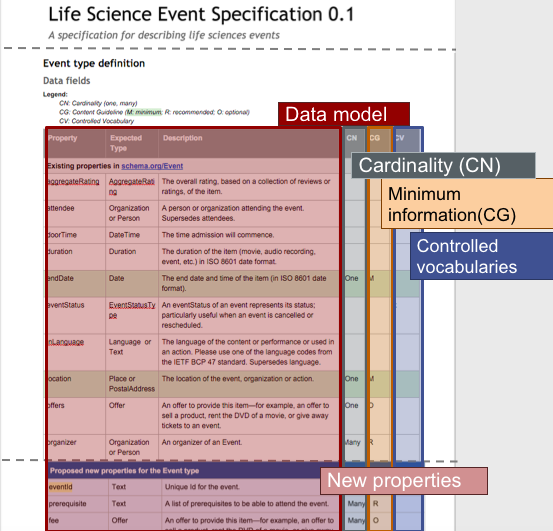 Life Science Event Specification 0.1
A specification for describing life sciences events
Event type definition
Data fields
Legend:
CN: Cardinality (one, many)
CG: Content Guideline (M: minimum; R: recommended; O: optional)
CV: Controlled Vocabulary
Data model
Property Expected Type Description CN CG CV
Cardinality (CN)
Minimum information(CG)
Controlled vocabularies
Existing properties in schema.org/Event
aggregateRating AggregateRating The overall rating, based on a collection of reviews or
ratings, of the item.
attendee Organization or Person A person or organization attending the event.
Supersedes attendees.
doorTime DateTime The time admission will commence.
duration Duration The duration of the item (movie, audio recording,
event, etc.) in ISO 8601 date format.
endDate Date The end date and time of the item (in ISO 8601 date One M
format).
eventStatus EventStatusType An eventStatus of an event represents its status;
particularly useful when an event is cancelled or
rescheduled.
inLanguage Language or Text The language of the content or performance or used in
an action. Please use one of the language codes from
the IETF BCP 47 standard. Supersedes language.
location Place or PostalAddress The location of the event, organization or action. One M
offers Offer An offer to provide this item—for example, an offer to One O
sell a product, rent the DVD of a movie, or give away
tickets to an event.
organizer Organization or Person An organizer of an Event. Many R
Proposed new properties for the Event type
New properties
eventId Text Unique Id for the event.
prerequisite Text A list of prerequisites to be able to attend the event. Many R
fee Offer An offer to provide this item—for example, an offer to Many O